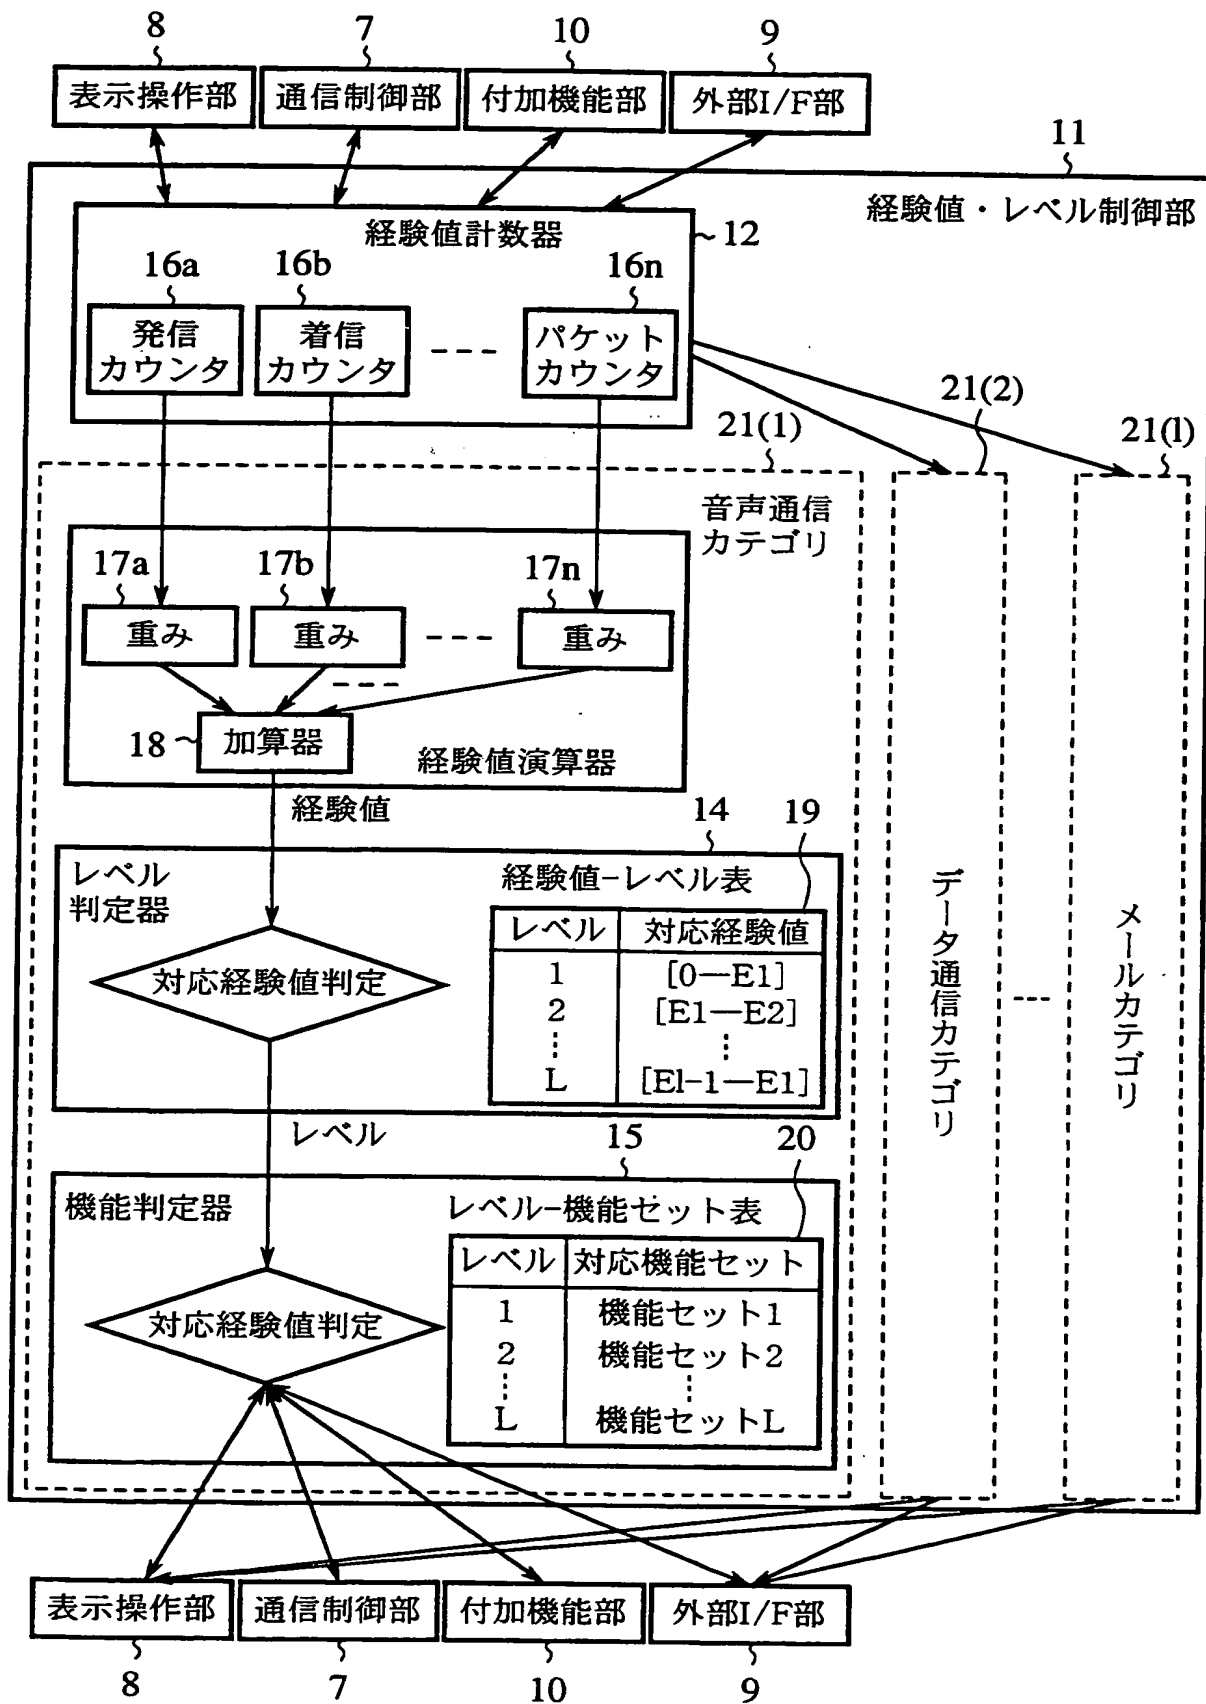 8
7
10
9
表示操作部
通信制御部
付加機能部
外部I/F部
11
経験値・レベル制御部
経験値計数器
12
16a
16b
16n
発信
カウンタ
着信
カウンタ
----
パケット
カウンタ
21(1)
21(2)
21(l)
音声通信
カテゴリ
17a
17b
17n
重み
重み
----
重み
----
18
加算器
経験値演算器
経験値
14
19
レベル
判定器
経験値-レベル表
レベル
対応経験値
対応経験値判定
1
[0—E1]
2
[E1—E2]
L
[El-1—E1]
データ通信カテゴリ
---
メールカテゴリ
レベル
15
20
機能判定器
レベル-機能セット表
レベル
対応機能セット
対応経験値判定
1
機能セット1
2
機能セット2
L
機能セットL
表示操作部
通信制御部
付加機能部
外部I/F部
8
7
10
9